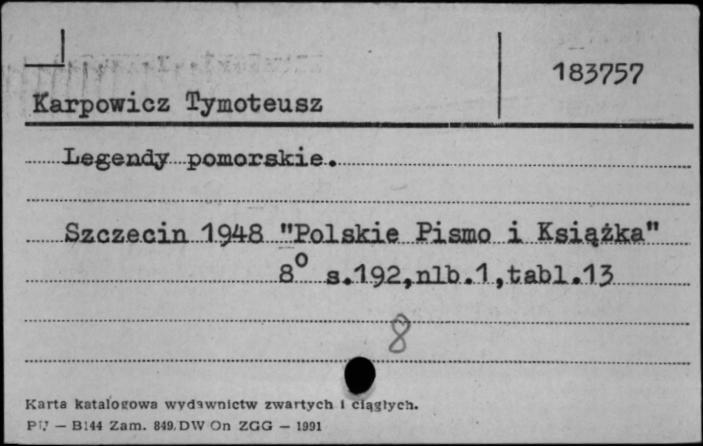 183757
Karpowicz Tymoteusz
Legendy pomorskie.
Szczecin 1948 "Polskie Pismo i Książka"
8° s.192,nlb.1,tabl.13
8
Karta katalogowa wydawnictw zwartych i ciągłych.
PU — B144 Zam. 849. DW On ZGG — 1991